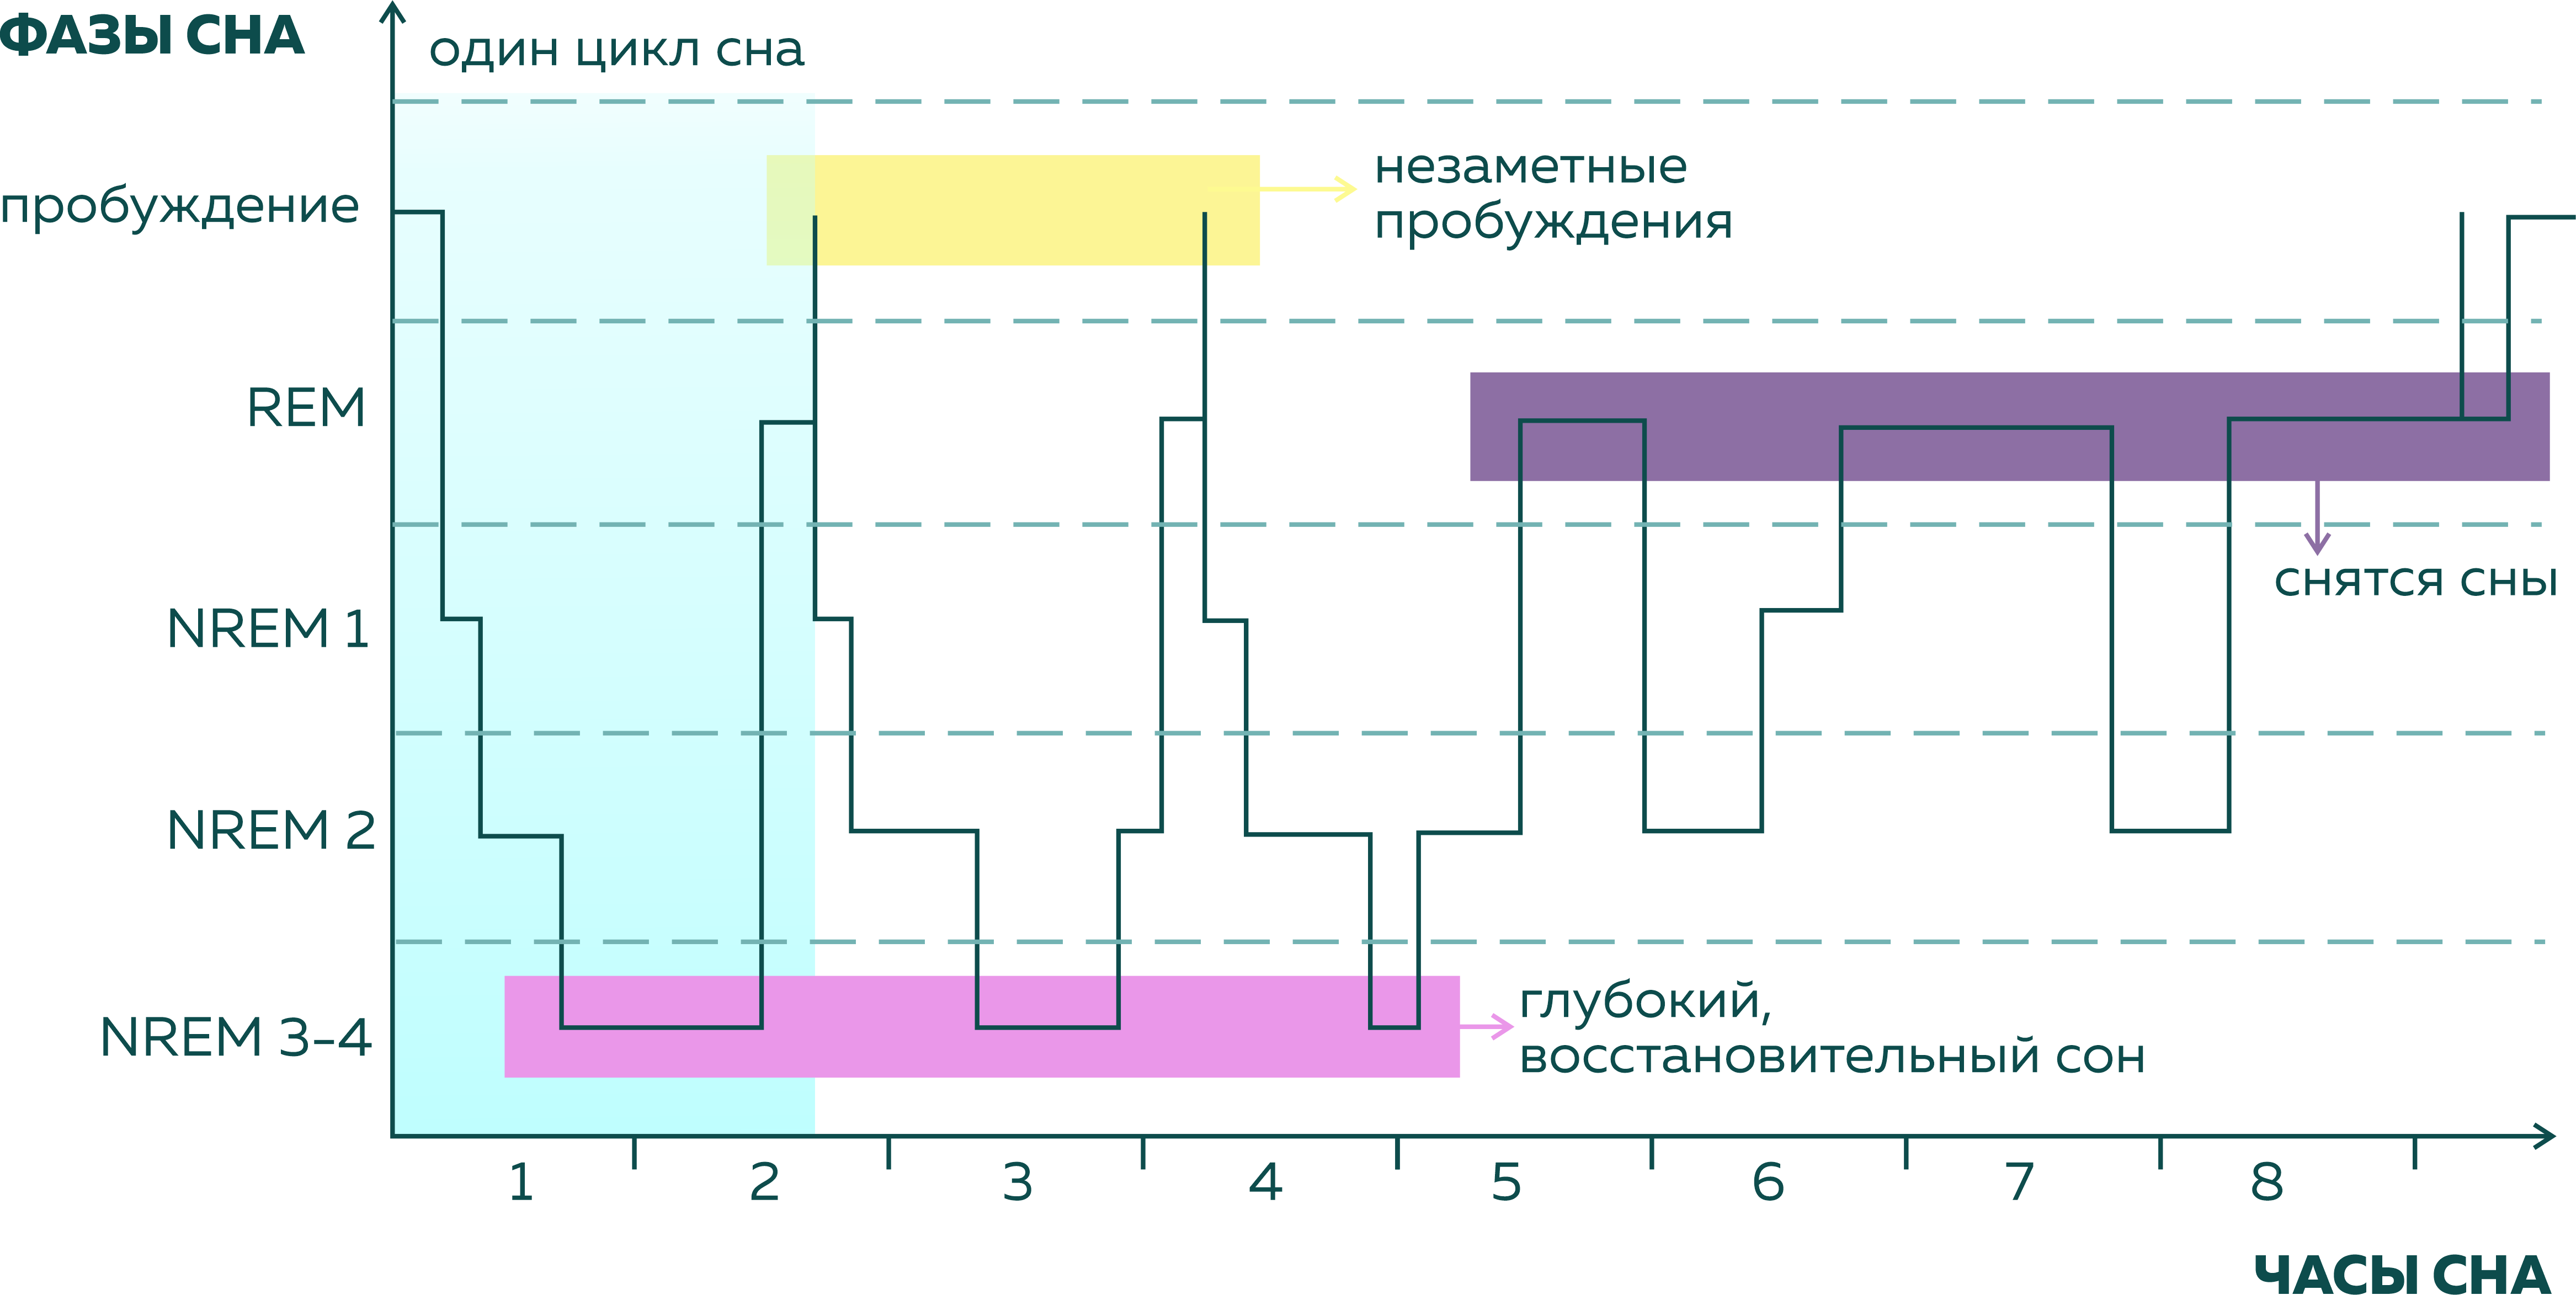 ФАЗЫ СНА
один цикл сна
незаметные
пробуждения
пробуждение
REM
снятся сны
NREM 1
NREM 2
NREM 3-4
глубокий,
восстановительный сон
1 2 3 4 5 6 7 8
ЧАСЫ СНА